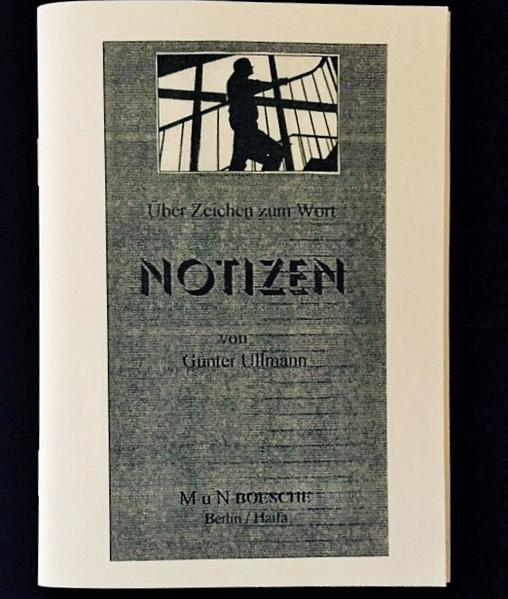 Über Zeichen zum Wort
NOTIZEN
von
Günter Ullmann
M u N BOESCHE
Berlin / Haifa